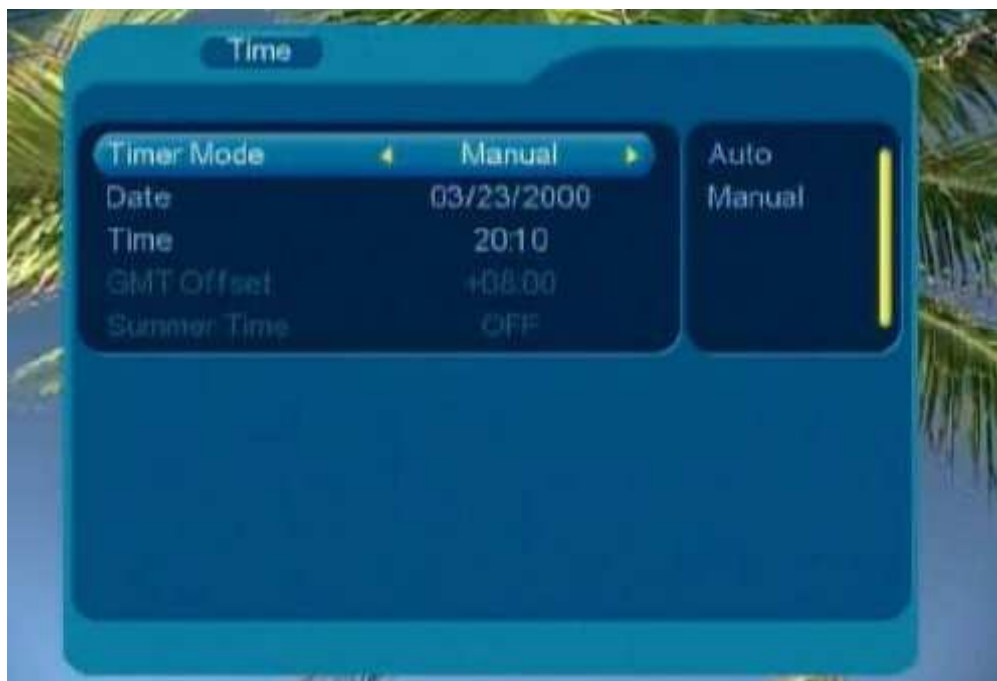 Time
Timer Mode Manual
Date 03/23/2000
Time 20:10
GMT Offset +08:00
Summer Time OFF
Auto
Manual